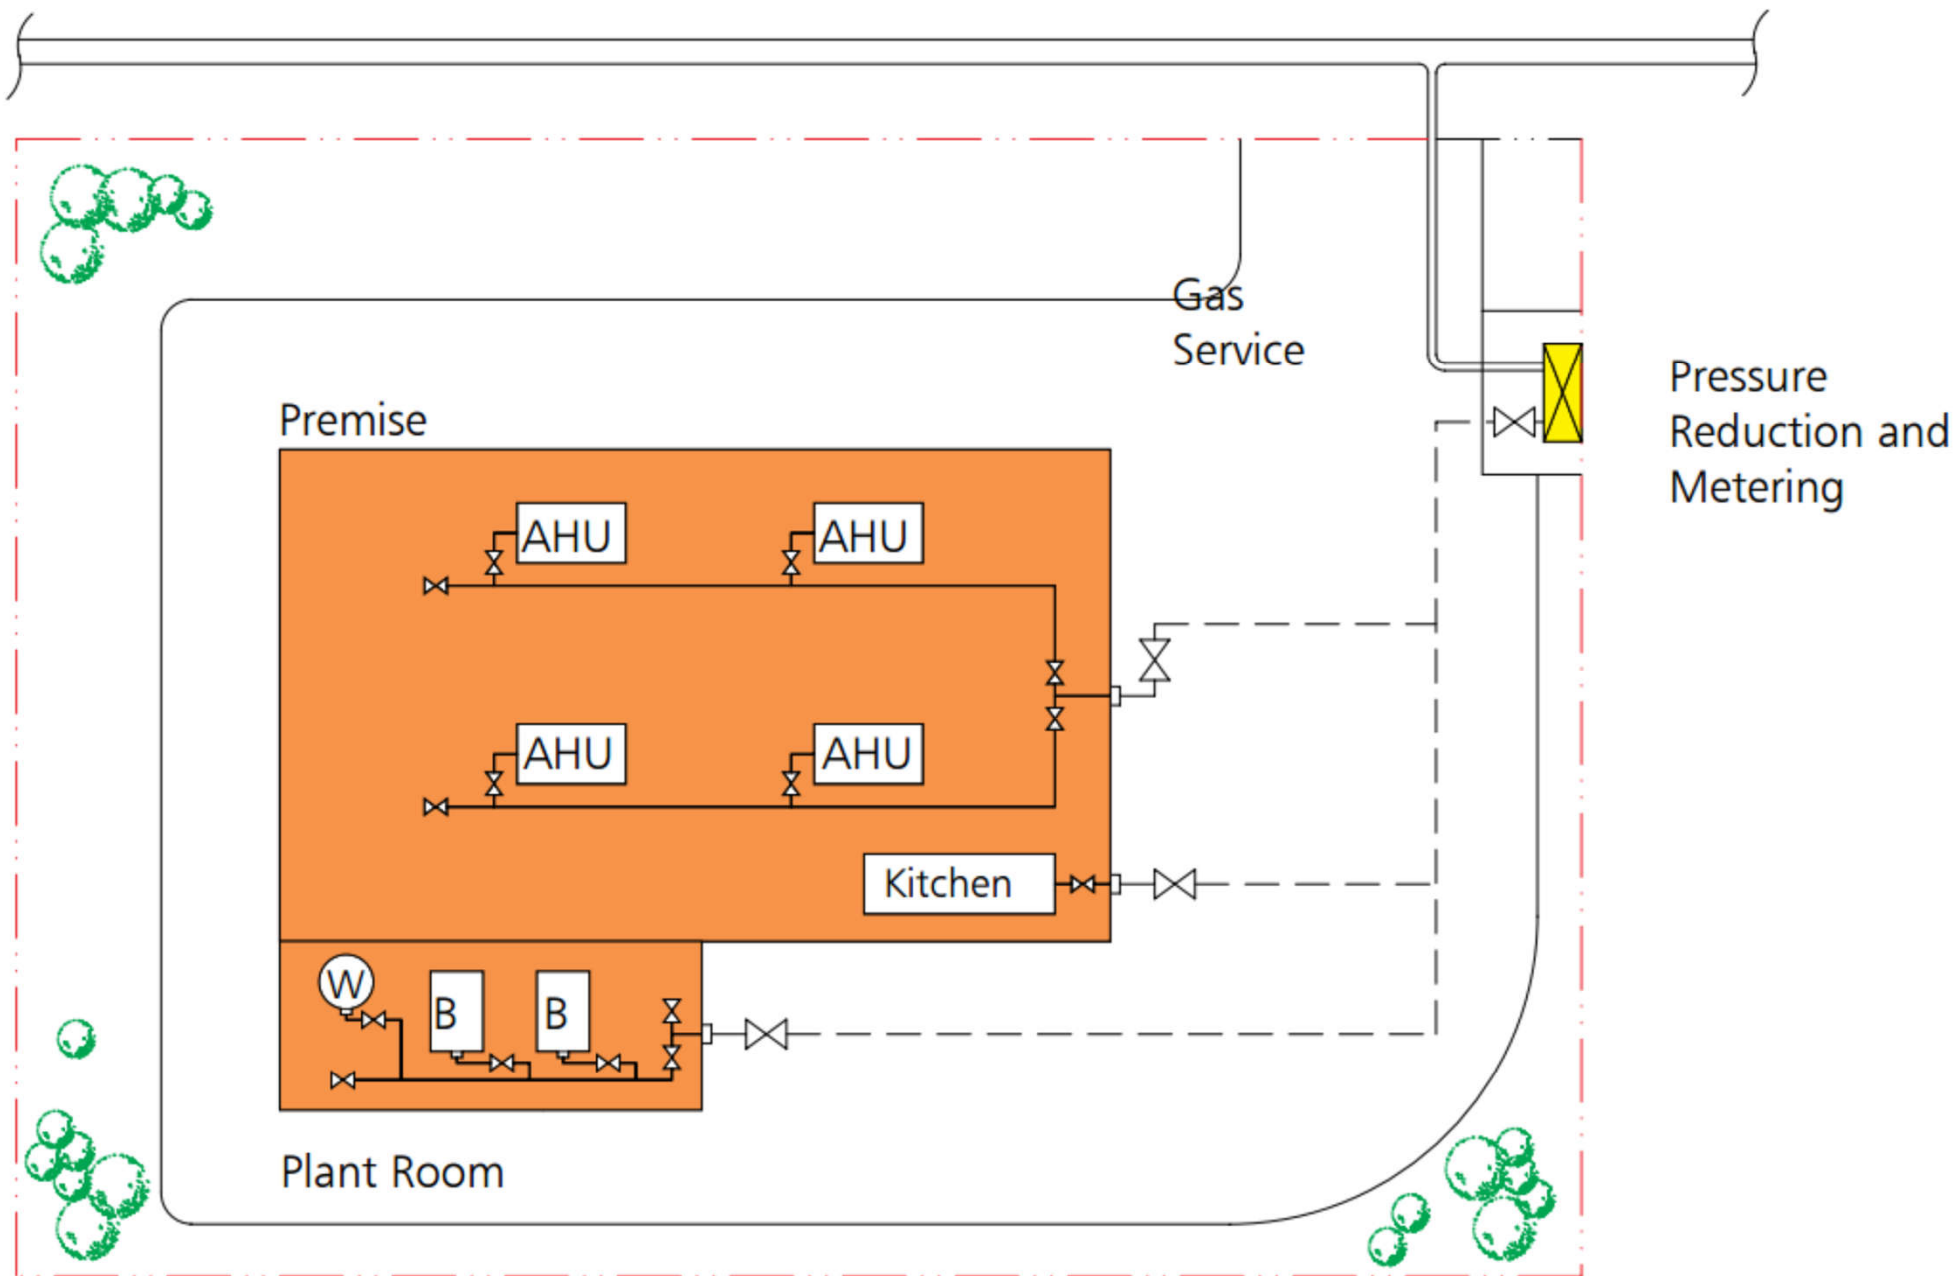 Gas
Service
Pressure
Reduction and
Metering
Premise
AHU
AHU
AHU
AHU
Kitchen
W
B
B
Plant Room